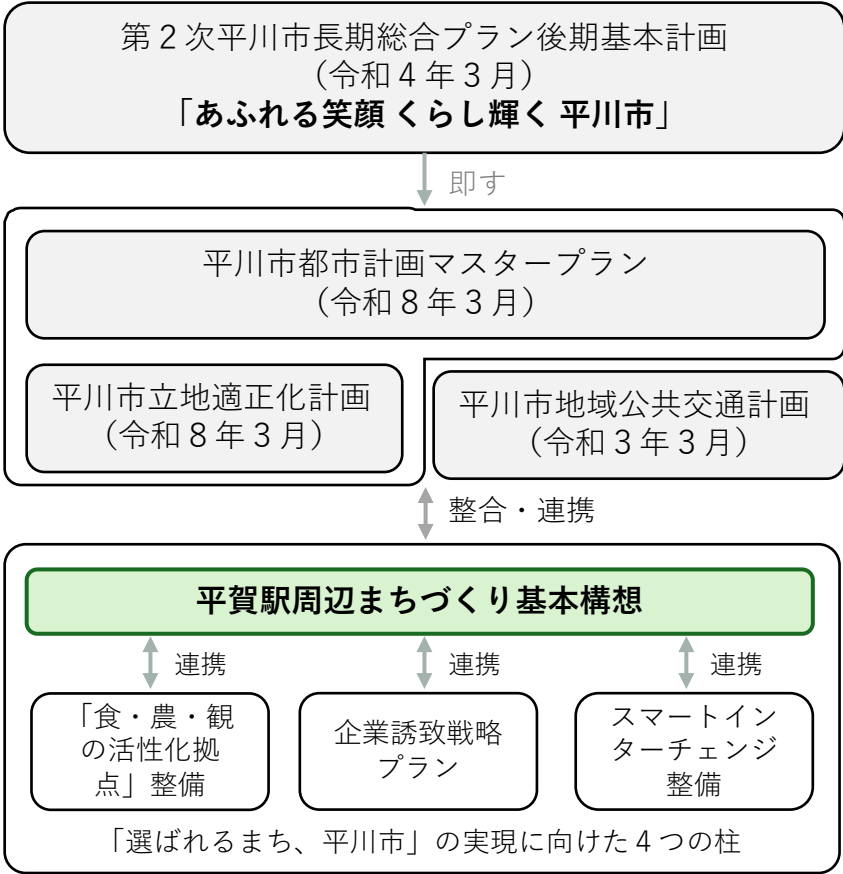 第２次平川市長期総合プラン後期基本計画
（令和４年３月）
「あふれる笑顔 くらし輝く 平川市」
即す
平川市都市計画マスタープラン
（令和８年３月）
平川市立地適正化計画
（令和８年３月）
平川市地域公共交通計画
（令和３年３月）
整合・連携
平賀駅周辺まちづくり基本構想
連携
連携
連携
「食・農・観
の活性化拠
点」整備
企業誘致戦略
プラン
スマートイン
ターチェンジ
整備
「選ばれるまち、平川市」の実現に向けた４つの柱